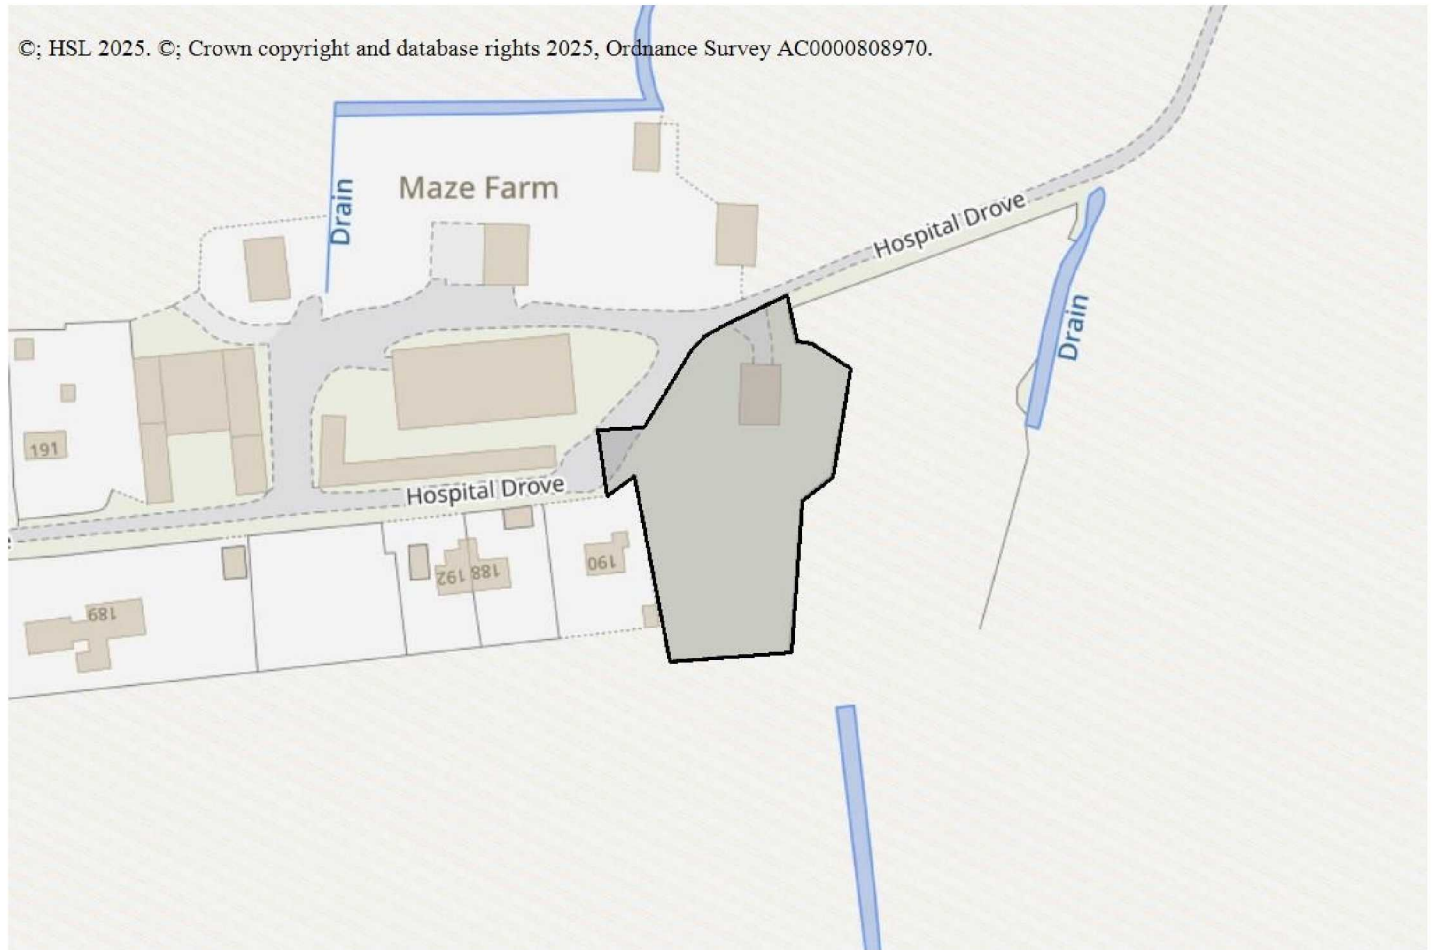 ©; HSL 2025. ©; Crown copyright and database rights 2025, Ordnance Survey AC0000808970.
Maze Farm
Drain
Hospital Drove
Drain
191
Hospital Drove
190
192
188
189